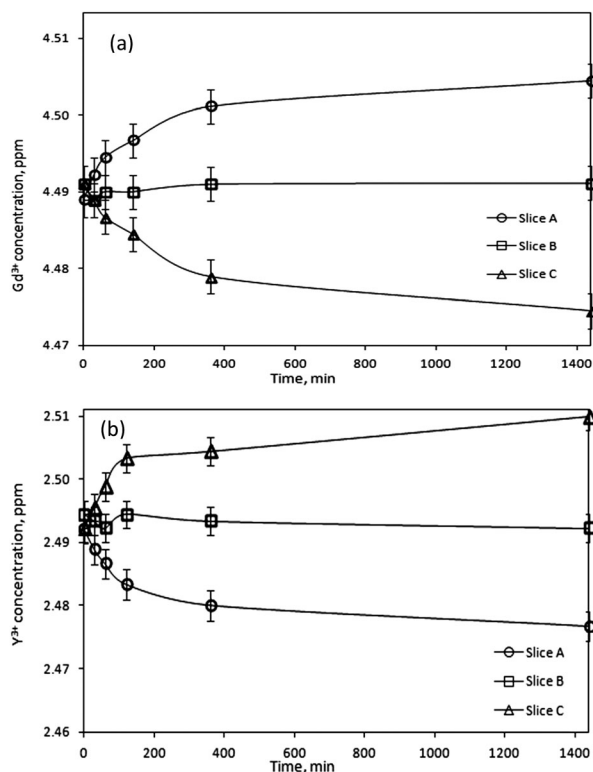 (a)
4.51
4.50
4.49
4.48
4.47
Gd³⁺ concentration, ppm
Slice A
Slice B
Slice C
0 200 400 600 800 1000 1200 1400
Time, min
(b)
2.51
2.50
2.49
2.48
2.47
2.46
Y³⁺ concentration, ppm
Slice A
Slice B
Slice C
0 200 400 600 800 1000 1200 1400
Time, min